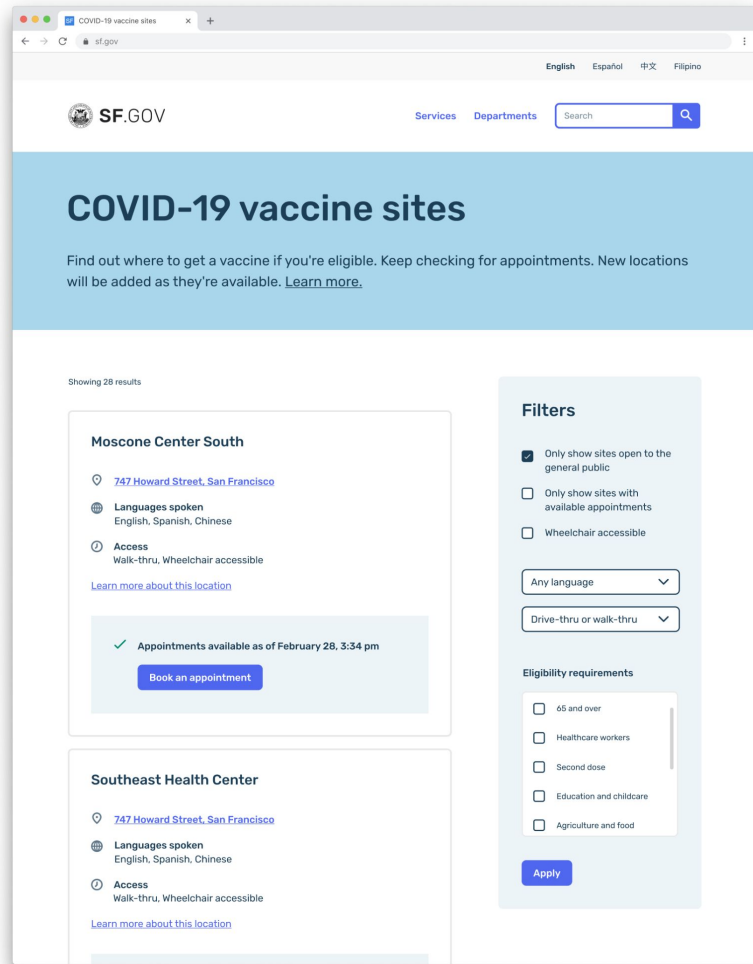 SF COVID-19 vaccine sites
sf.gov
English Español 中文 Filipino
SF.GOV
Services Departments Search
COVID-19 vaccine sites
Find out where to get a vaccine if you're eligible. Keep checking for appointments. New locations
will be added as they're available. Learn more.
Showing 28 results
Moscone Center South
747 Howard Street, San Francisco
Languages spoken
English, Spanish, Chinese
Access
Walk-thru, Wheelchair accessible
Learn more about this location
Appointments available as of February 28, 3:34 pm
Book an appointment
Southeast Health Center
747 Howard Street, San Francisco
Languages spoken
English, Spanish, Chinese
Access
Walk-thru, Wheelchair accessible
Learn more about this location
Filters
Only show sites open to the
general public
Only show sites with
available appointments
Wheelchair accessible
Any language
Drive-thru or walk-thru
Eligibility requirements
65 and over
Healthcare workers
Second dose
Education and childcare
Agriculture and food
Apply